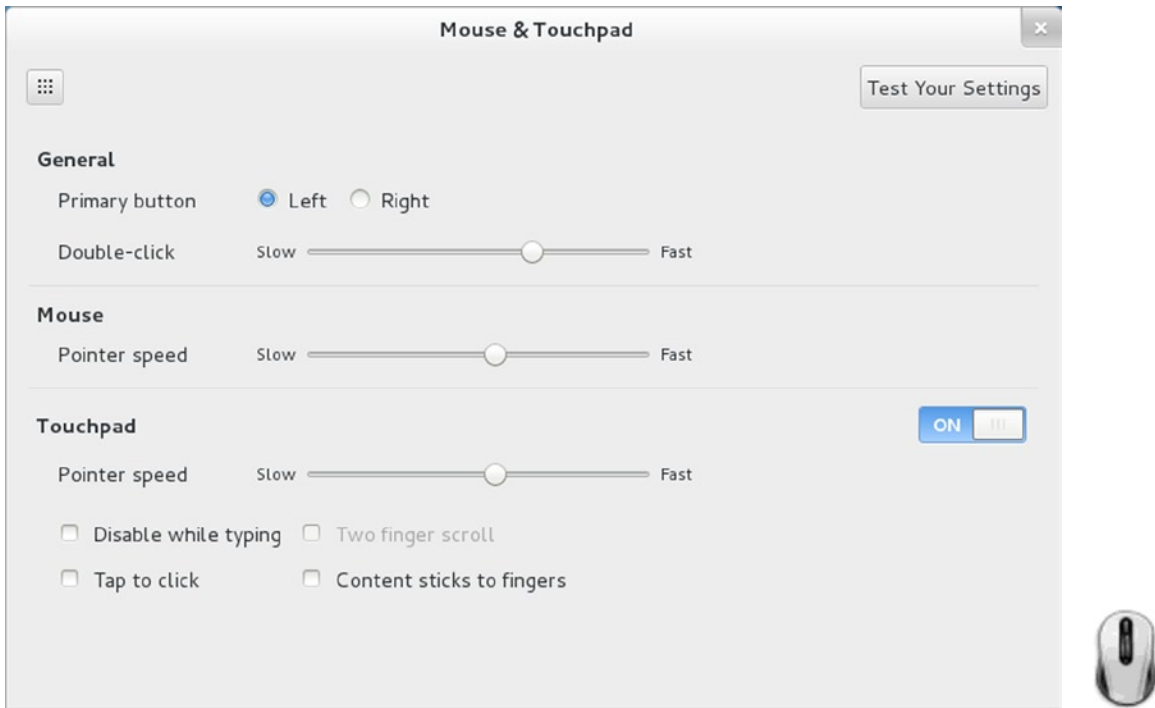 Mouse & Touchpad
Test Your Settings
General
Primary button Left Right
Double-click Slow Fast
Mouse
Pointer speed Slow Fast
Touchpad ON
Pointer speed Slow Fast
Disable while typing Two finger scroll
Tap to click Content sticks to fingers